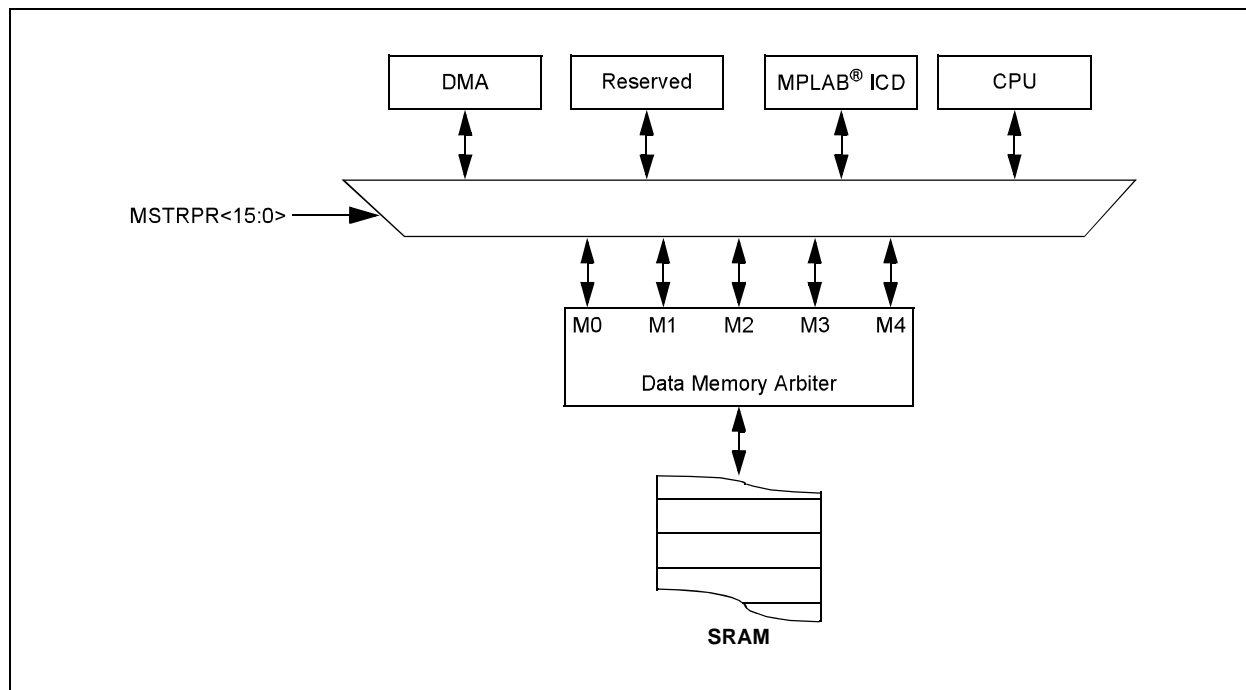 DMA Reserved MPLAB® ICD CPU
MSTRPR<15:0>
M0 M1 M2 M3 M4
Data Memory Arbiter
SRAM